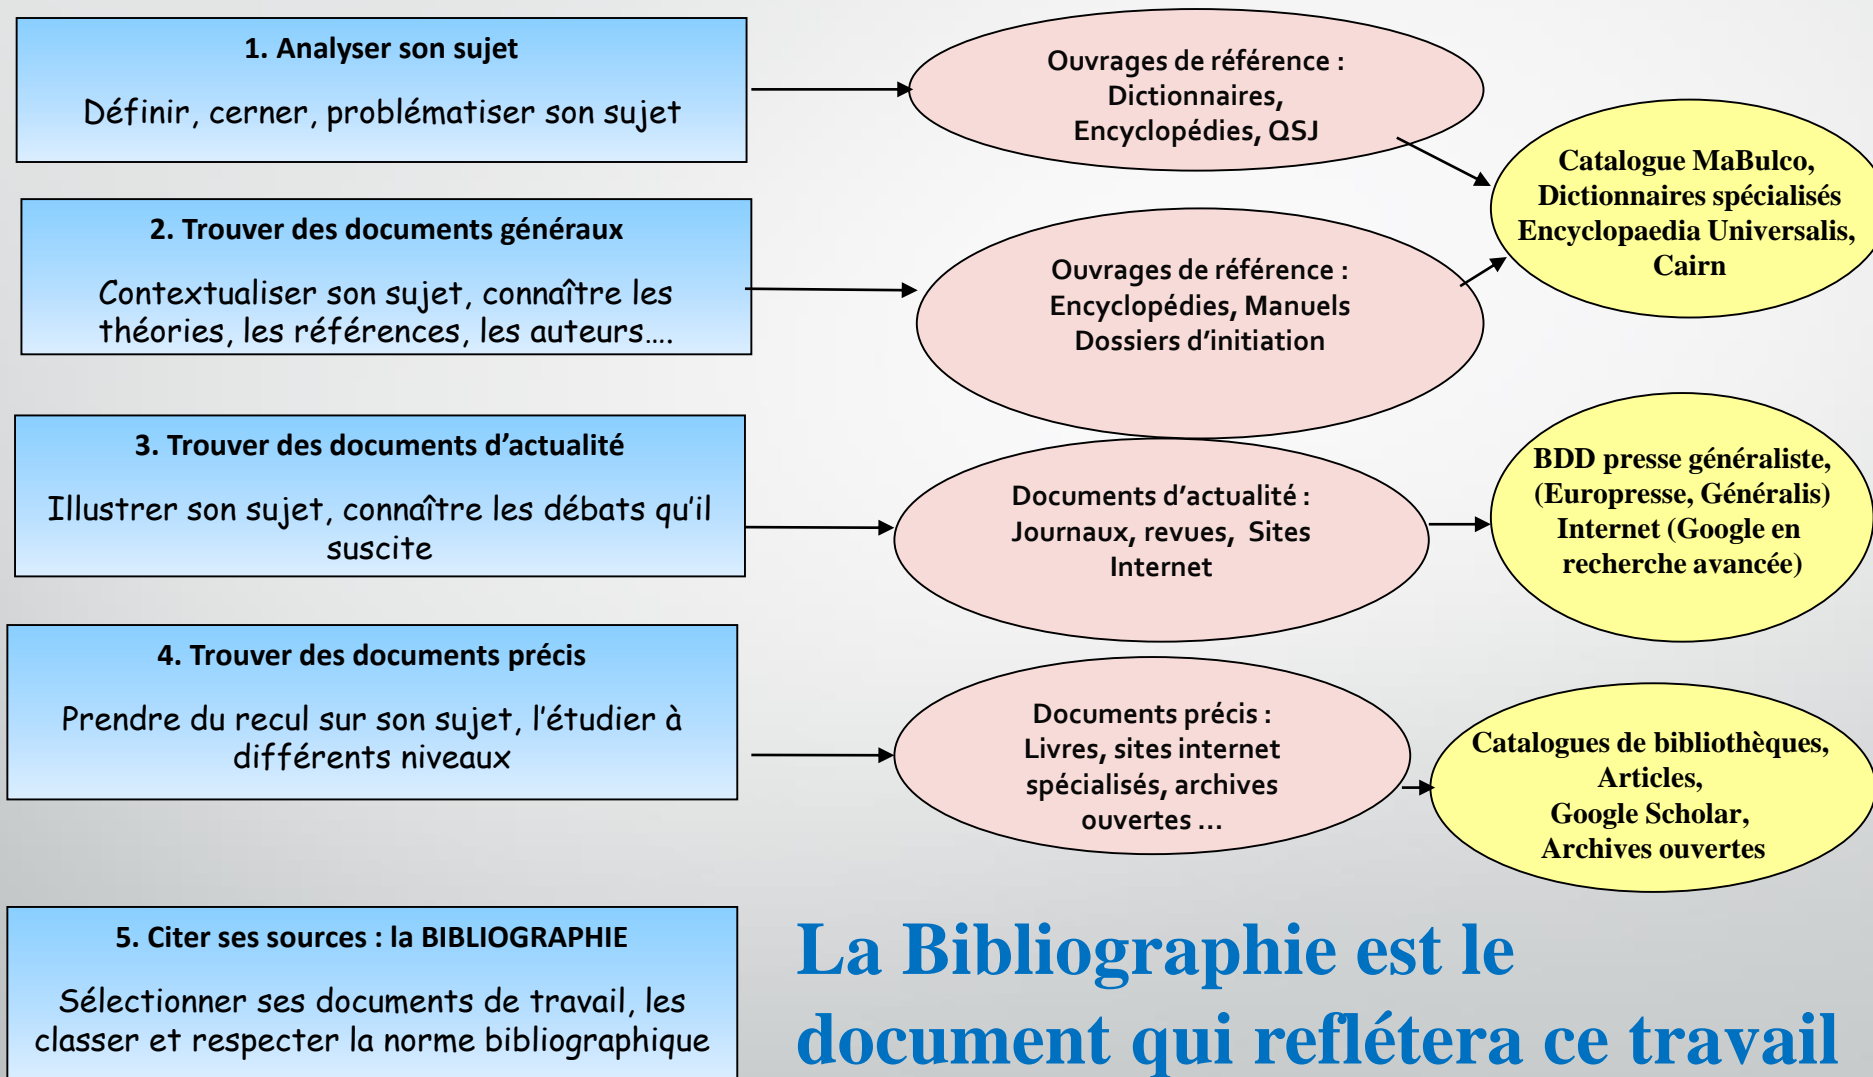 1. Analyser son sujet
Définir, cerner, problématiser son sujet
Ouvrages de référence :
Dictionnaires,
Encyclopédies, QSJ
Catalogue MaBulco,
Dictionnaires spécialisés
Encyclopaedia Universalis,
Cairn
2. Trouver des documents généraux
Contextualiser son sujet, connaître les
théories, les références, les auteurs….
Ouvrages de référence :
Encyclopédies, Manuels
Dossiers d’initiation
3. Trouver des documents d’actualité
Illustrer son sujet, connaître les débats qu’il
suscite
Documents d’actualité :
Journaux, revues, Sites
Internet
BDD presse généraliste,
(Europresse, Généralis)
Internet (Google en
recherche avancée)
4. Trouver des documents précis
Prendre du recul sur son sujet, l’étudier à
différents niveaux
Documents précis :
Livres, sites internet
spécialisés, archives
ouvertes ...
Catalogues de bibliothèques,
Articles,
Google Scholar,
Archives ouvertes
5. Citer ses sources : la BIBLIOGRAPHIE
Sélectionner ses documents de travail, les
classer et respecter la norme bibliographique
La Bibliographie est le
document qui reflétera ce travail